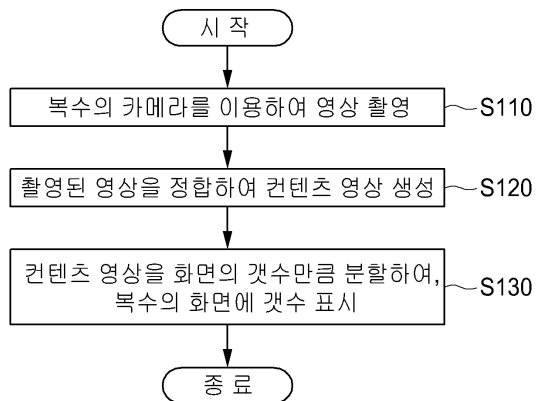 시 작
복수의 카메라를 이용하여 영상 촬영 S110
촬영된 영상을 정합하여 컨텐츠 영상 생성 S120
컨텐츠 영상을 화면의 갯수만큼 분할하여,
복수의 화면에 갯수 표시 S130
종 료